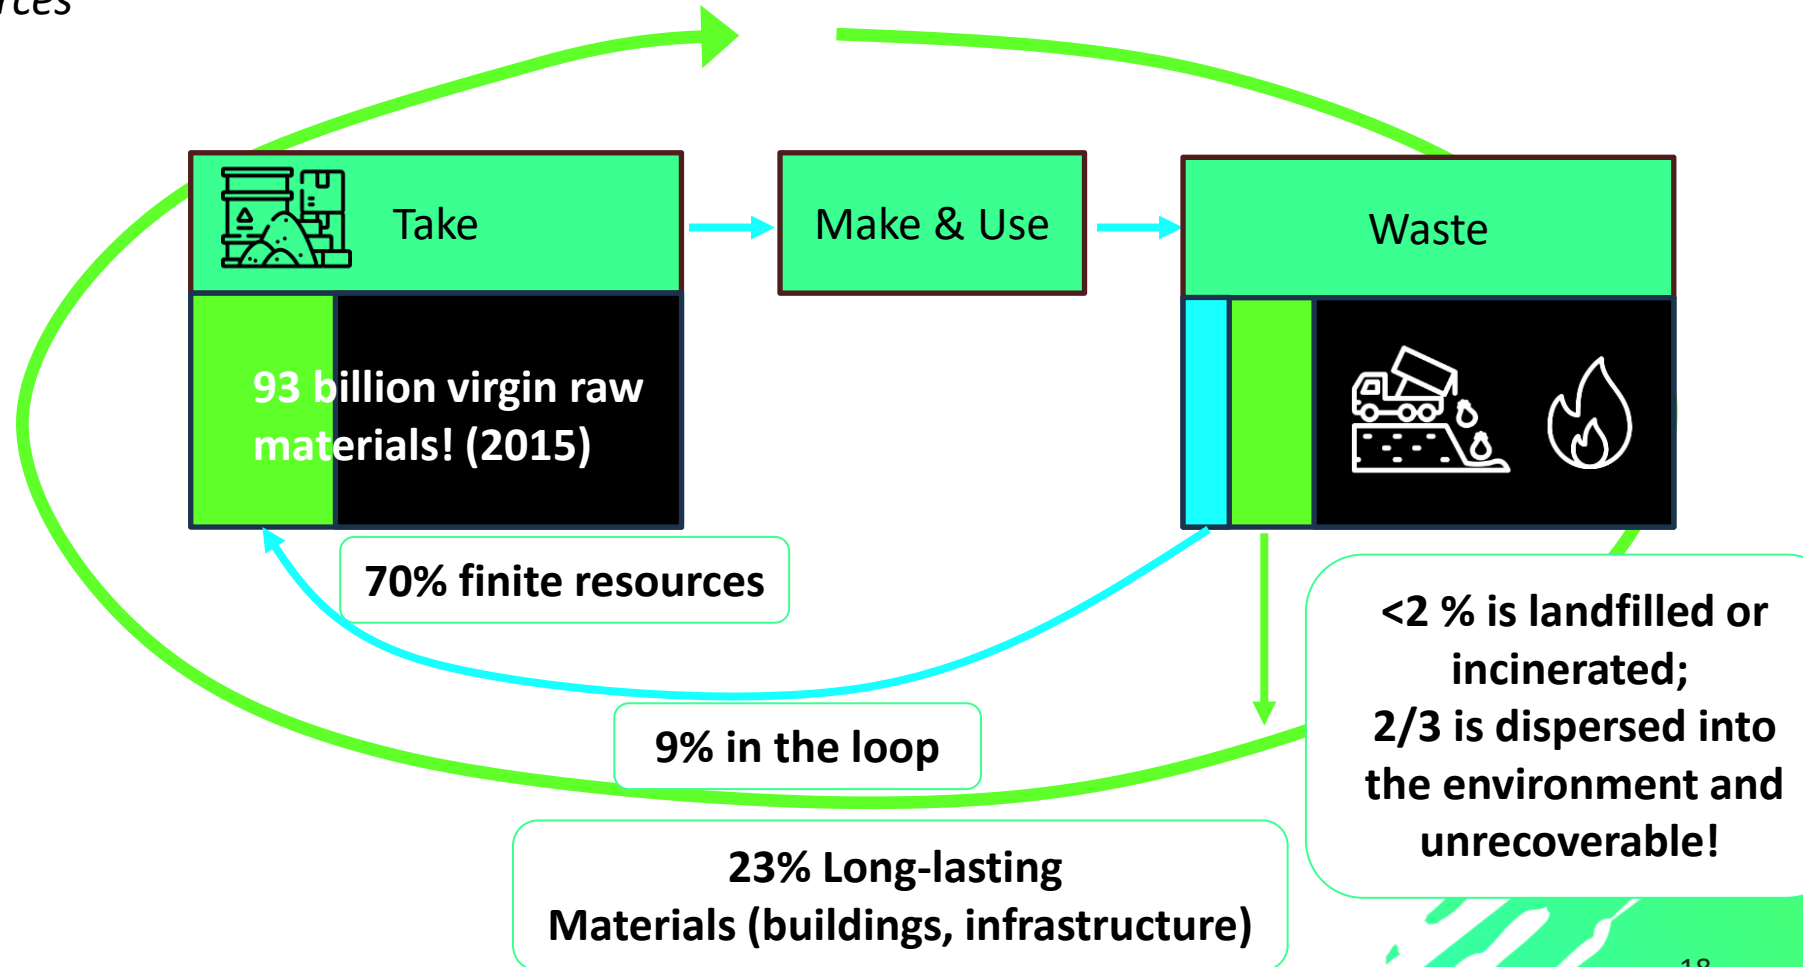 Take
Make & Use
Waste
93 billion virgin raw
materials! (2015)
70% finite resources
9% in the loop
23% Long-lasting
Materials (buildings, infrastructure)
<2 % is landfilled or
incinerated;
2/3 is dispersed into
the environment and
unrecoverable!
18